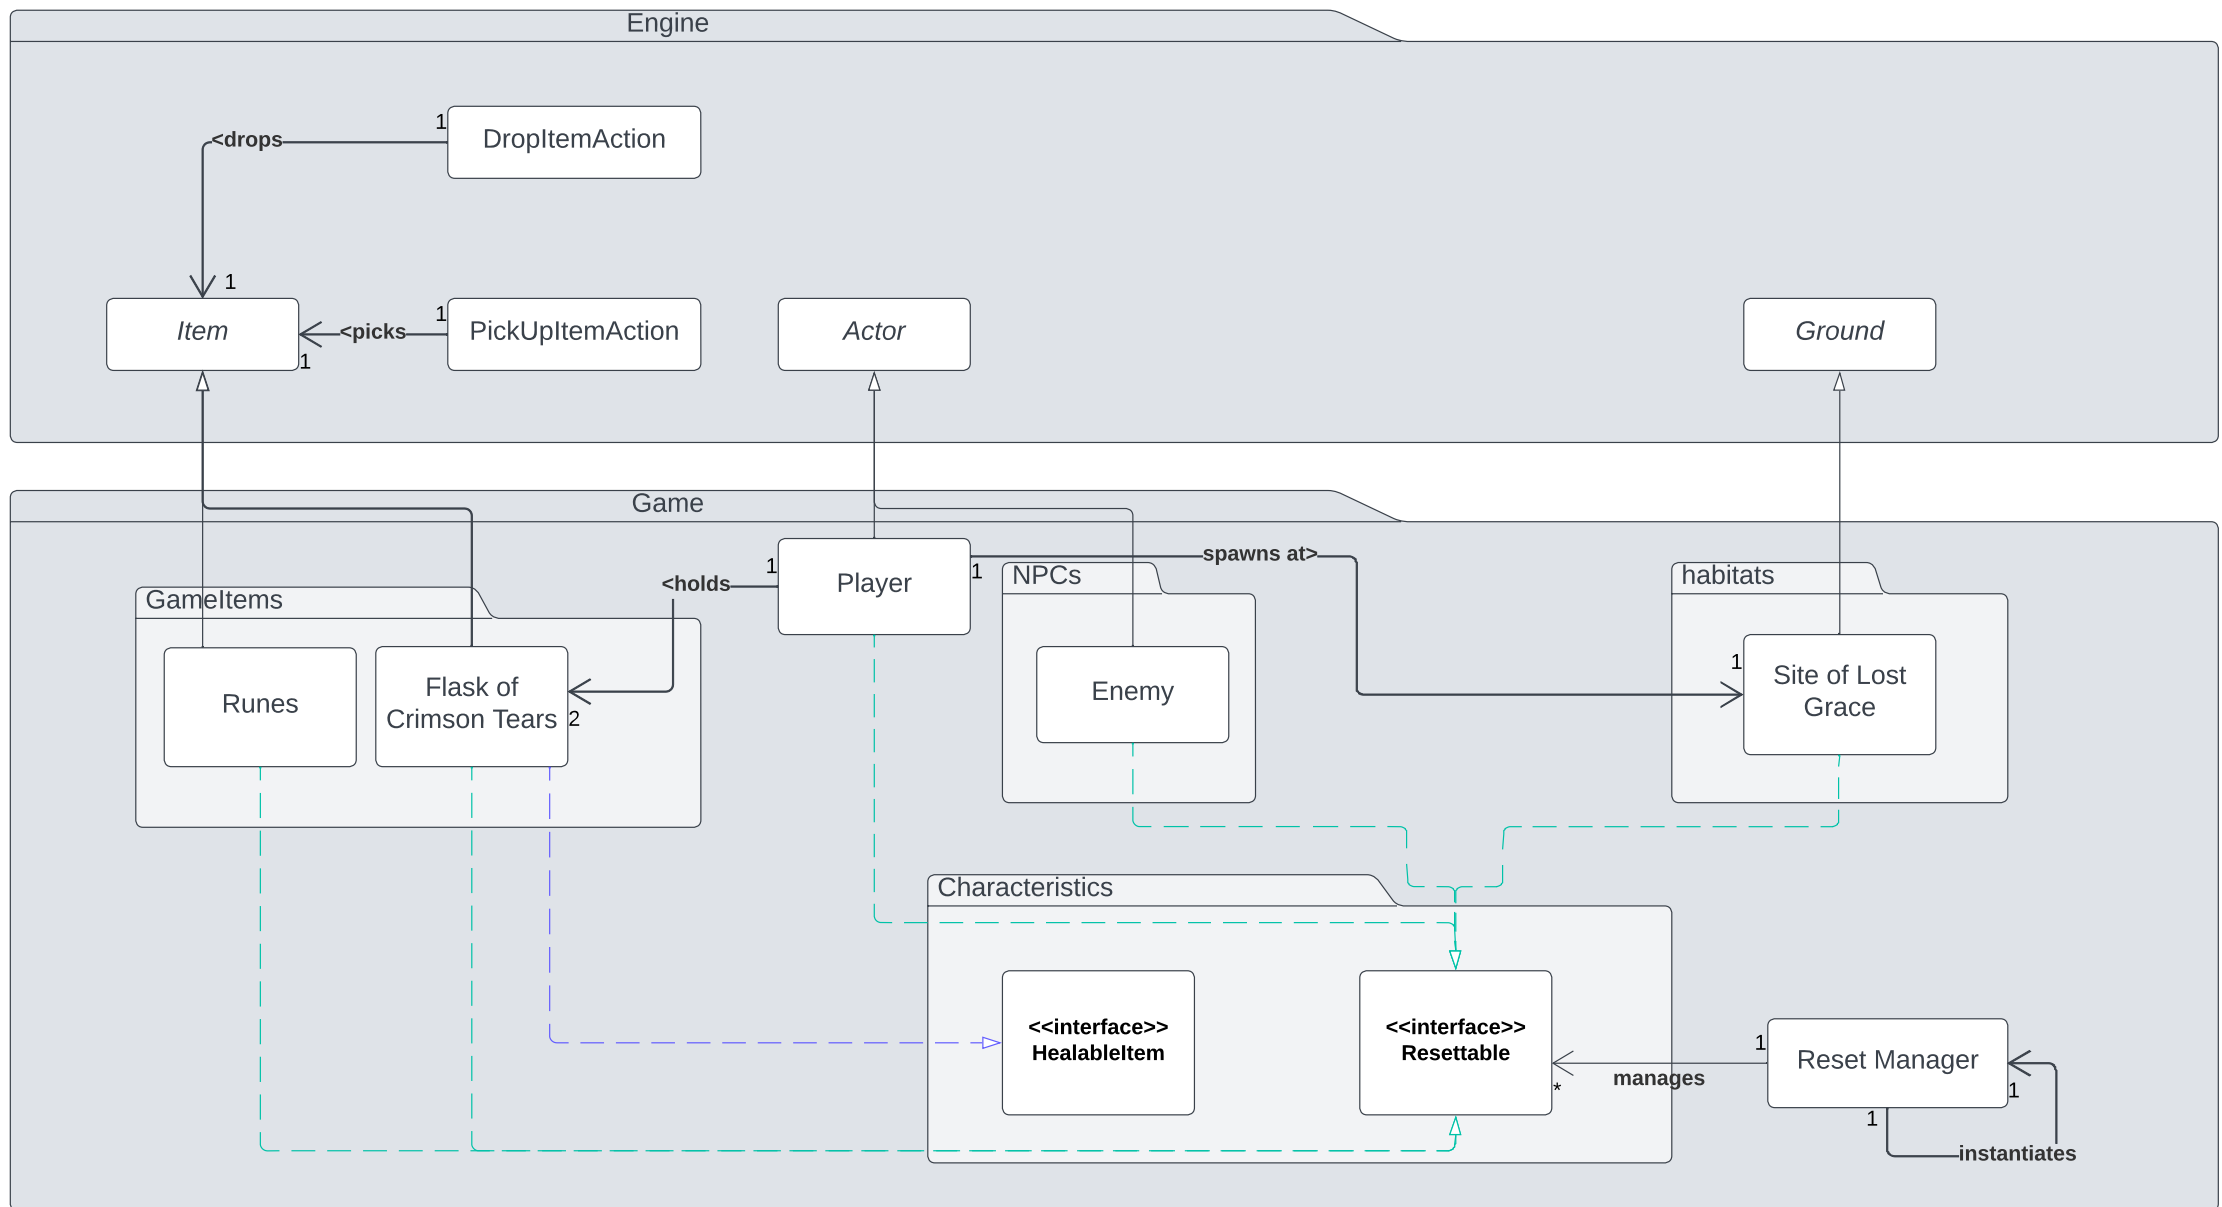 Engine
1
DropItemAction
<drops
1
Item
<picks
1
1
PickUpItemAction
Actor
Ground
Game
1
Player
1
<holds
spawns at>
NPCs
habitats
GameItems
Runes
Flask of
Crimson Tears
2
Enemy
1
Site of Lost
Grace
Characteristics
<<interface>>
HealableItem
<<interface>>
Resettable
*
manages
1
Reset Manager
1
1
instantiates